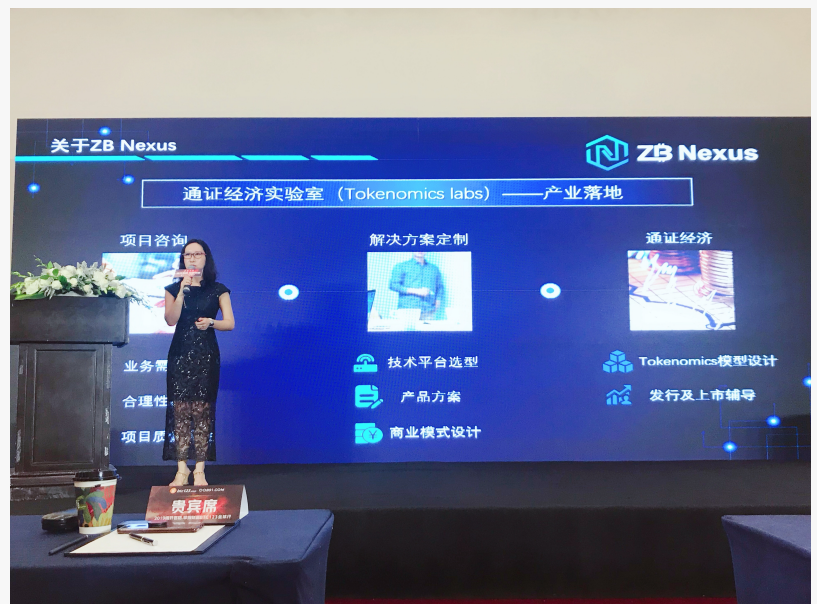 关于ZB Nexus
ZB Nexus
通证经济实验室（Tokenomics labs）——产业落地
项目咨询
解决方案定制
通证经济
业务需
技术平台选型
Tokenomics模型设计
合理性
产品方案
发行及上市辅导
项目质
商业模式设计
贵宾席